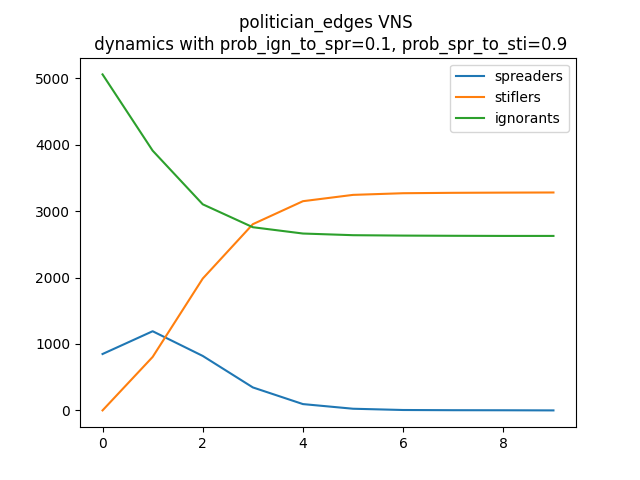 politician_edges VNS
dynamics with prob_ign_to_spr=0.1, prob_spr_to_sti=0.9
spreaders
stiflers
ignorants
5000
4000
3000
2000
1000
0
0 2 4 6 8